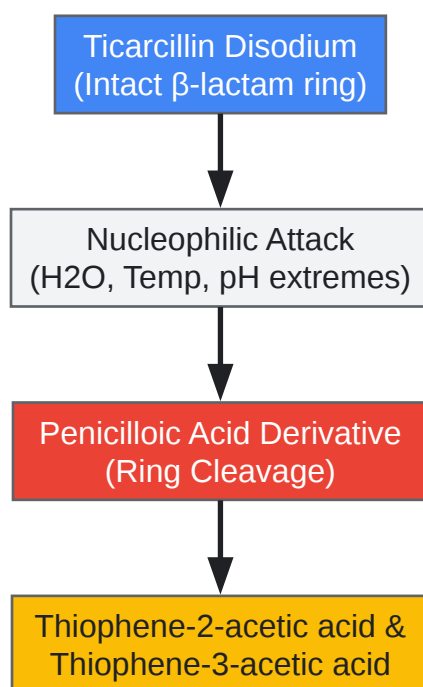 Ticarcillin Disodium
(Intact β-lactam ring)
Nucleophilic Attack
(H2O, Temp, pH extremes)
Penicilloic Acid Derivative
(Ring Cleavage)
Thiophene-2-acetic acid &
Thiophene-3-acetic acid